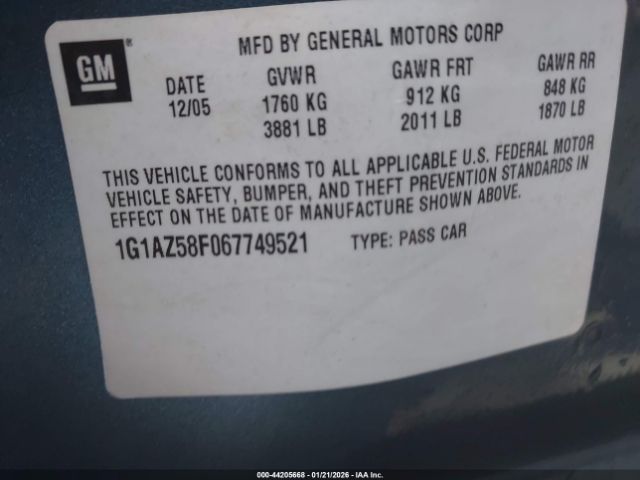 GM
MFD BY GENERAL MOTORS CORP
DATE GVWR GAWR FRT GAWR RR
12/05 1760 KG 912 KG 848 KG
3881 LB 2011 LB 1870 LB
THIS VEHICLE CONFORMS TO ALL APPLICABLE U.S. FEDERAL MOTOR
VEHICLE SAFETY, BUMPER, AND THEFT PREVENTION STANDARDS IN
EFFECT ON THE DATE OF MANUFACTURE SHOWN ABOVE.
1G1AZ58F067749521 TYPE: PASS CAR
000-44205668 - 01/21/2026 - IAA Inc.